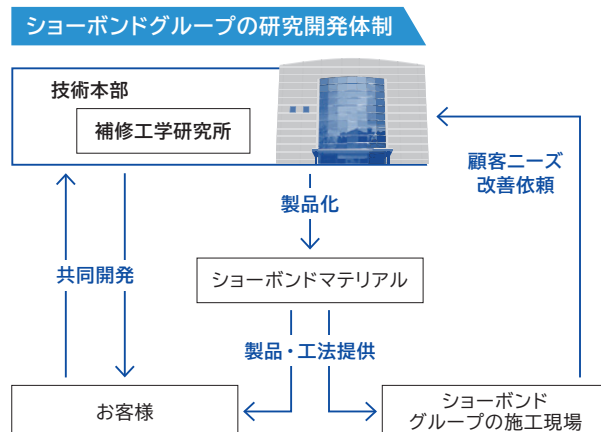 ショーボンドグループの研究開発体制
技術本部
補修工学研究所
顧客ニーズ
改善依頼
製品化
共同開発
ショーボンドマテリアル
製品・工法提供
お客様
ショーボンド
グループの施工現場